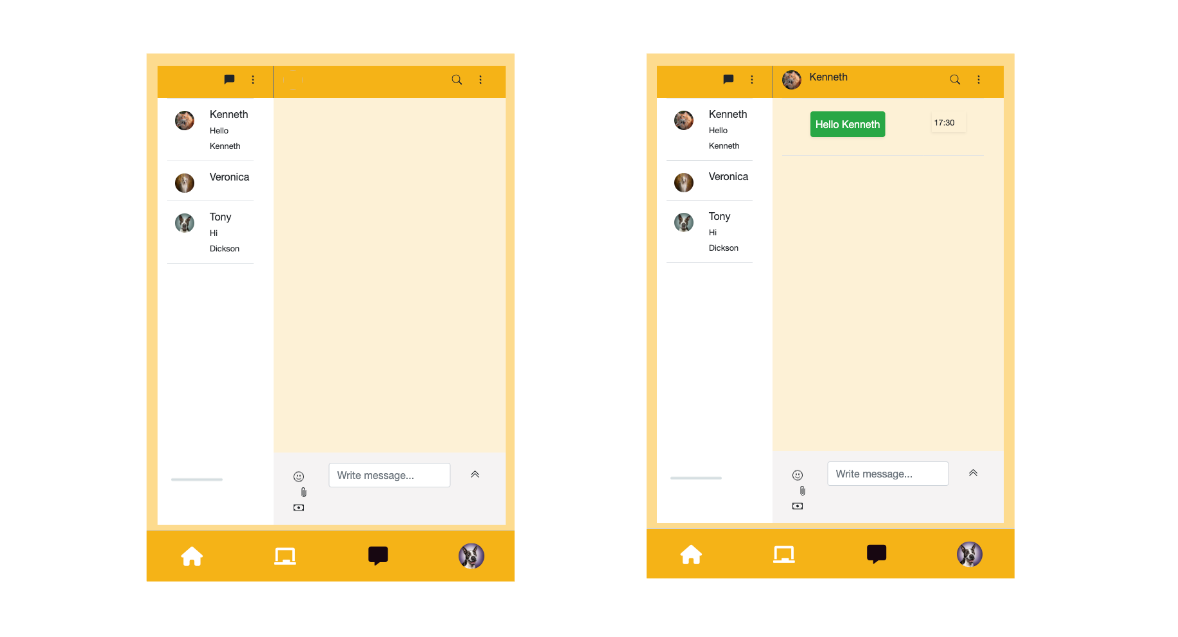 Kenneth
Hello
Kenneth
Veronica
Tony
Hi
Dickson
Write message...
Kenneth
Kenneth
Hello
Kenneth
Veronica
Tony
Hi
Dickson
Hello Kenneth
17:30
Write message...